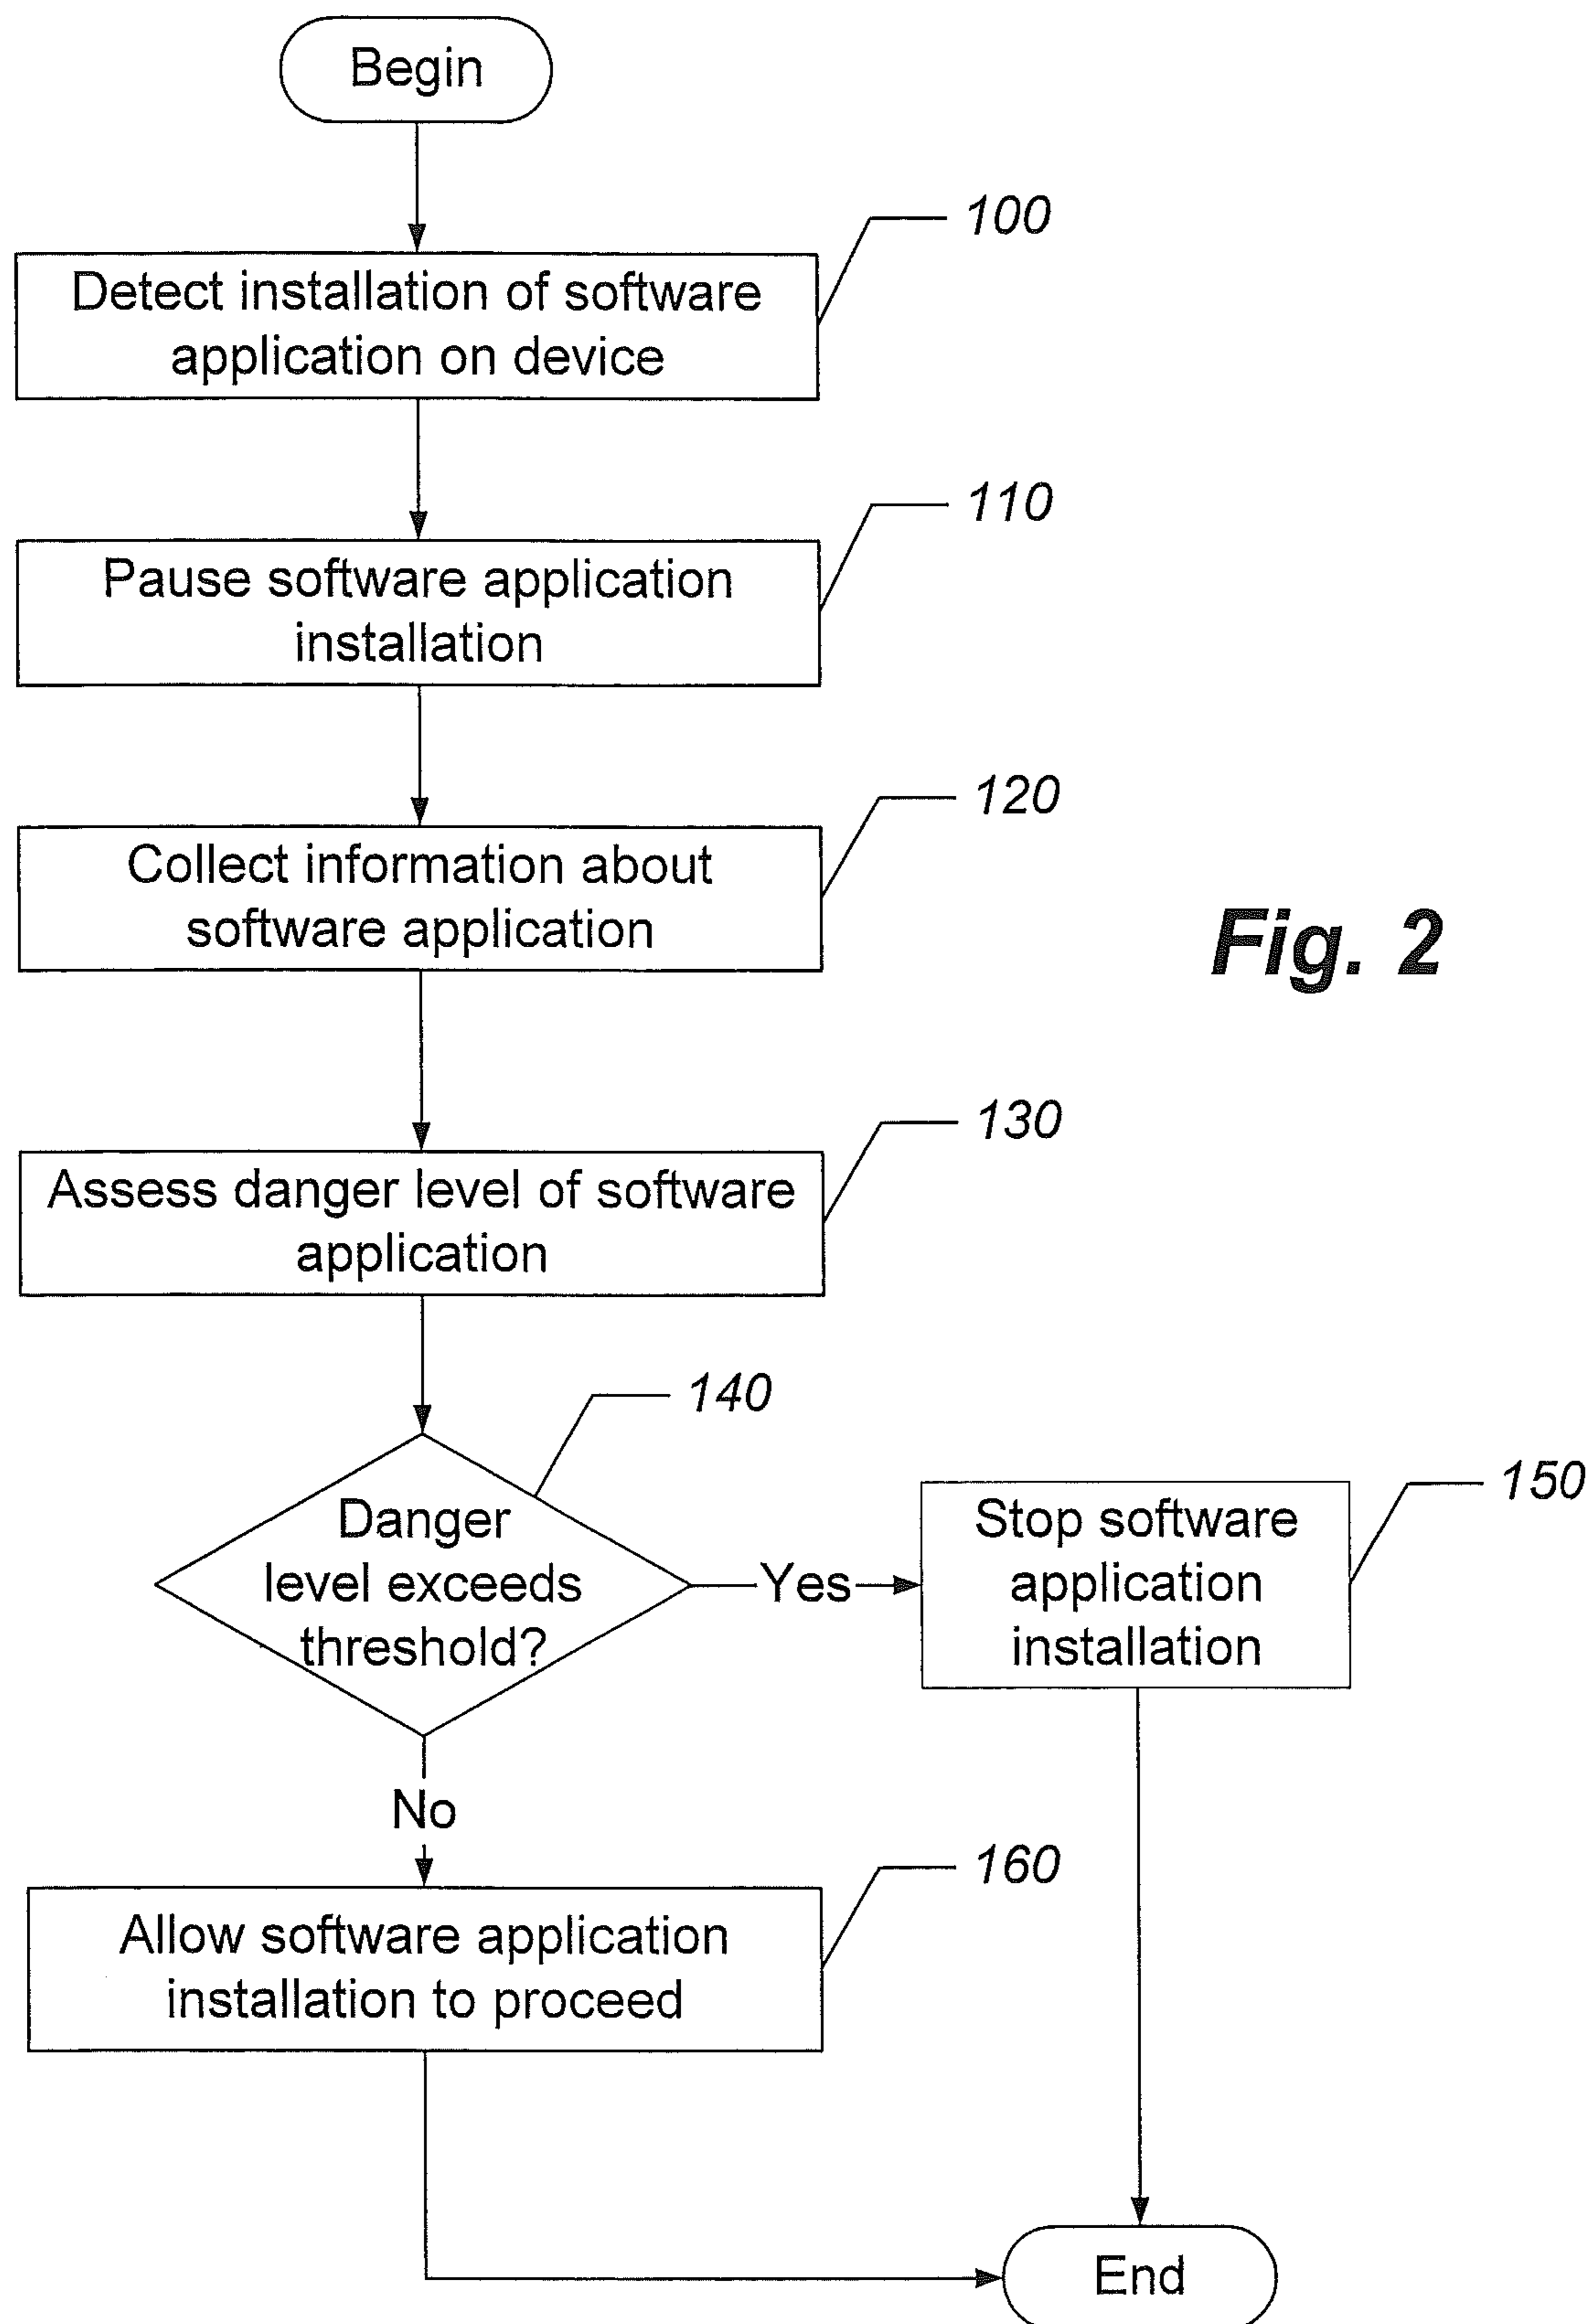 Begin
100
Detect installation of software
application on device
110
Pause software application
installation
120
Collect information about
software application
Fig. 2
130
Assess danger level of software
application
140
Danger
level exceeds
threshold?
Yes
150
Stop software
application
installation
No
160
Allow software application
installation to proceed
End